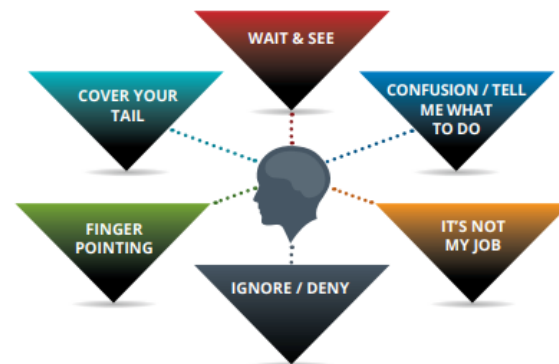 WAIT & SEE
COVER YOUR
TAIL
CONFUSION / TELL
ME WHAT
TO DO
FINGER
POINTING
IT'S NOT
MY JOB
IGNORE / DENY